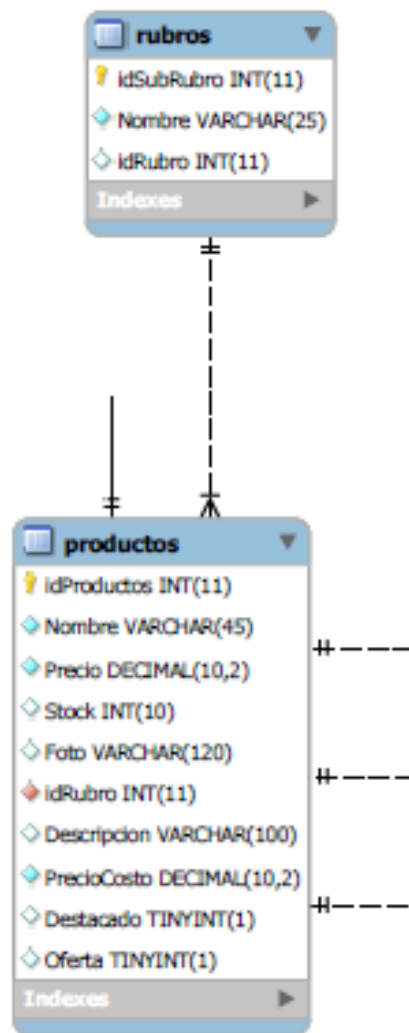 rubros
idSubRubro INT(11)
Nombre VARCHAR(25)
idRubro INT(11)
Indexes
productos
idProductos INT(11)
Nombre VARCHAR(45)
Precio DECIMAL(10,2)
Stock INT(10)
Foto VARCHAR(120)
idRubro INT(11)
Descripcion VARCHAR(100)
PrecioCosto DECIMAL(10,2)
Destacado TINYINT(1)
Oferta TINYINT(1)
Indexes